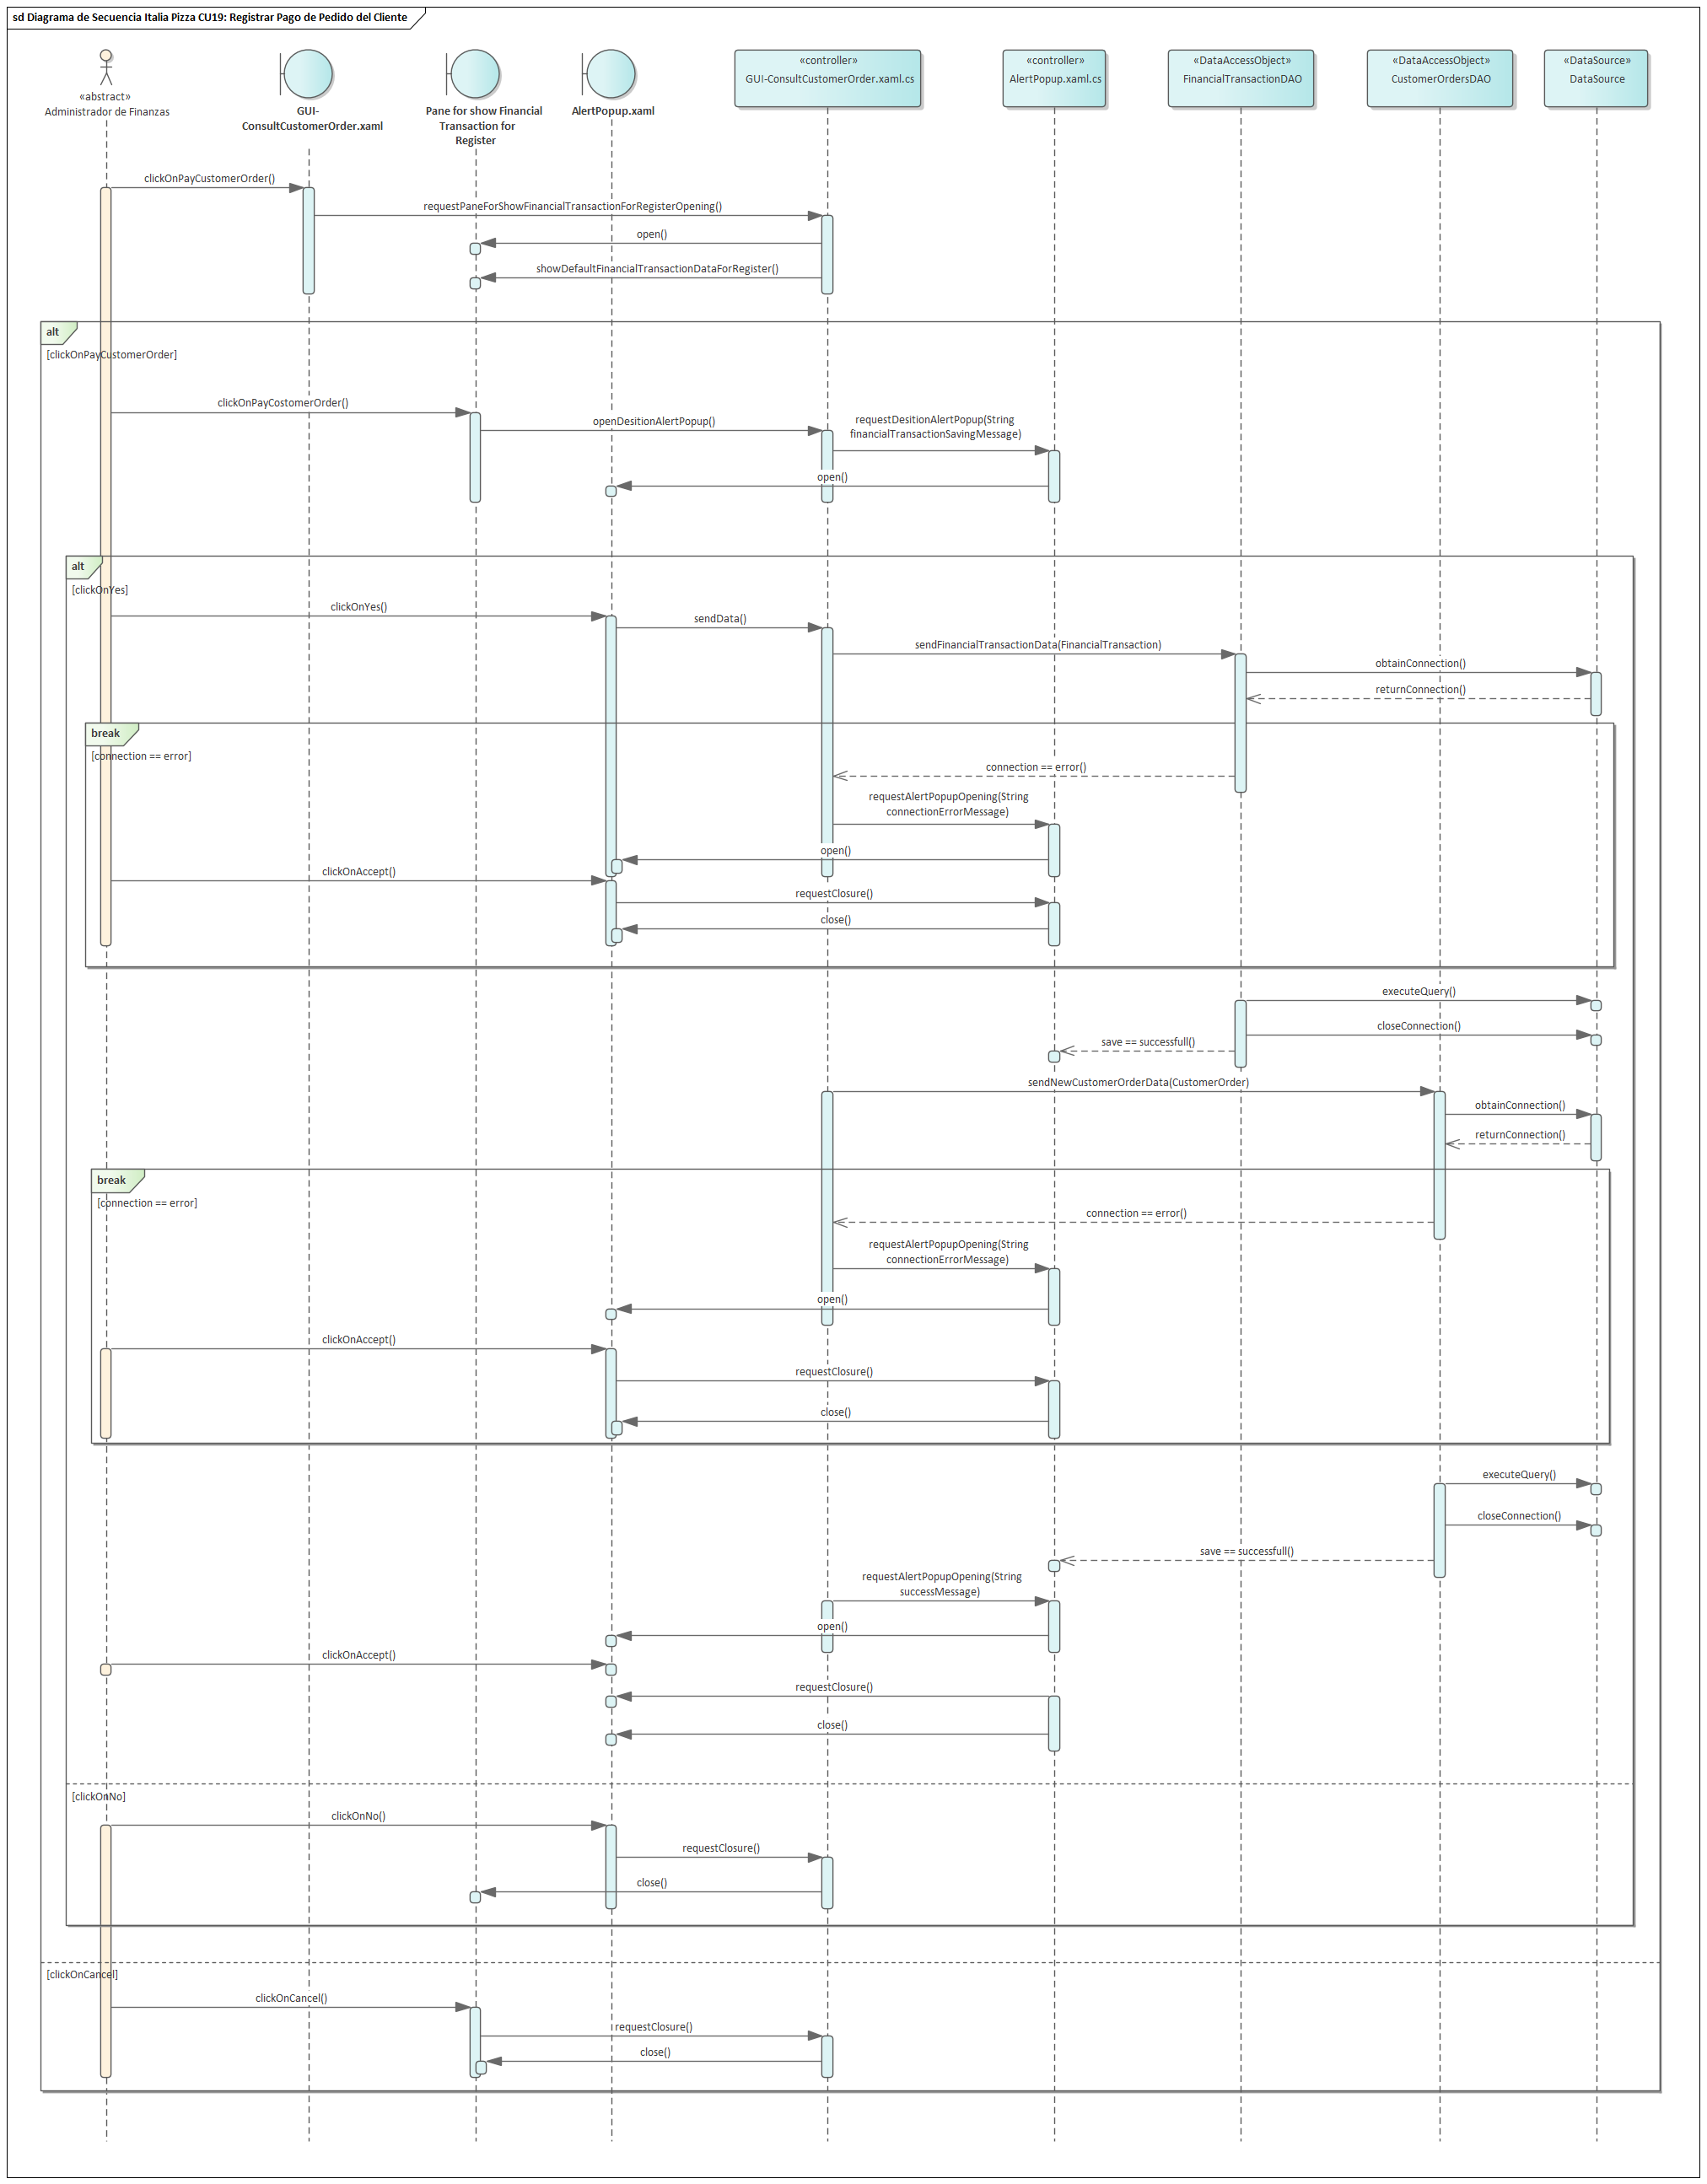 sd Diagrama de Secuencia Italia Pizza CU19: Registrar Pago de Pedido del Cliente
«abstract»
Administrador de Finanzas
GUI-
ConsultCustomerOrder.xaml
Pane for show Financial
Transaction for
Register
AlertPopup.xaml
«controller»
GUI-ConsultCustomerOrder.xaml.cs
«controller»
AlertPopup.xaml.cs
«DataAccessObject»
FinancialTransactionDAO
«DataAccessObject»
CustomerOrdersDAO
«DataSource»
DataSource
clickOnPayCustomerOrder()
requestPaneForShowFinancialTransactionForRegisterOpening()
open()
showDefaultFinancialTransactionDataForRegister()
alt
[clickOnPayCustomerOrder]
clickOnPayCostomerOrder()
openDesitionAlertPopup()
requestDesitionAlertPopup(String
financialTransactionSavingMessage)
open()
alt
[clickOnYes]
clickOnYes()
sendData()
sendFinancialTransactionData(FinancialTransaction)
obtainConnection()
returnConnection()
break
[connection == error]
connection == error()
requestAlertPopupOpening(String
connectionErrorMessage)
open()
clickOnAccept()
requestClosure()
close()
executeQuery()
closeConnection()
save == successfull()
sendNewCustomerOrderData(CustomerOrder)
obtainConnection()
returnConnection()
break
[connection == error]
connection == error()
requestAlertPopupOpening(String
connectionErrorMessage)
open()
clickOnAccept()
requestClosure()
close()
executeQuery()
closeConnection()
save == successfull()
requestAlertPopupOpening(String
successMessage)
open()
clickOnAccept()
requestClosure()
close()
[clickOnNo]
clickOnNo()
requestClosure()
close()
[clickOnCancel]
clickOnCancel()
requestClosure()
close()